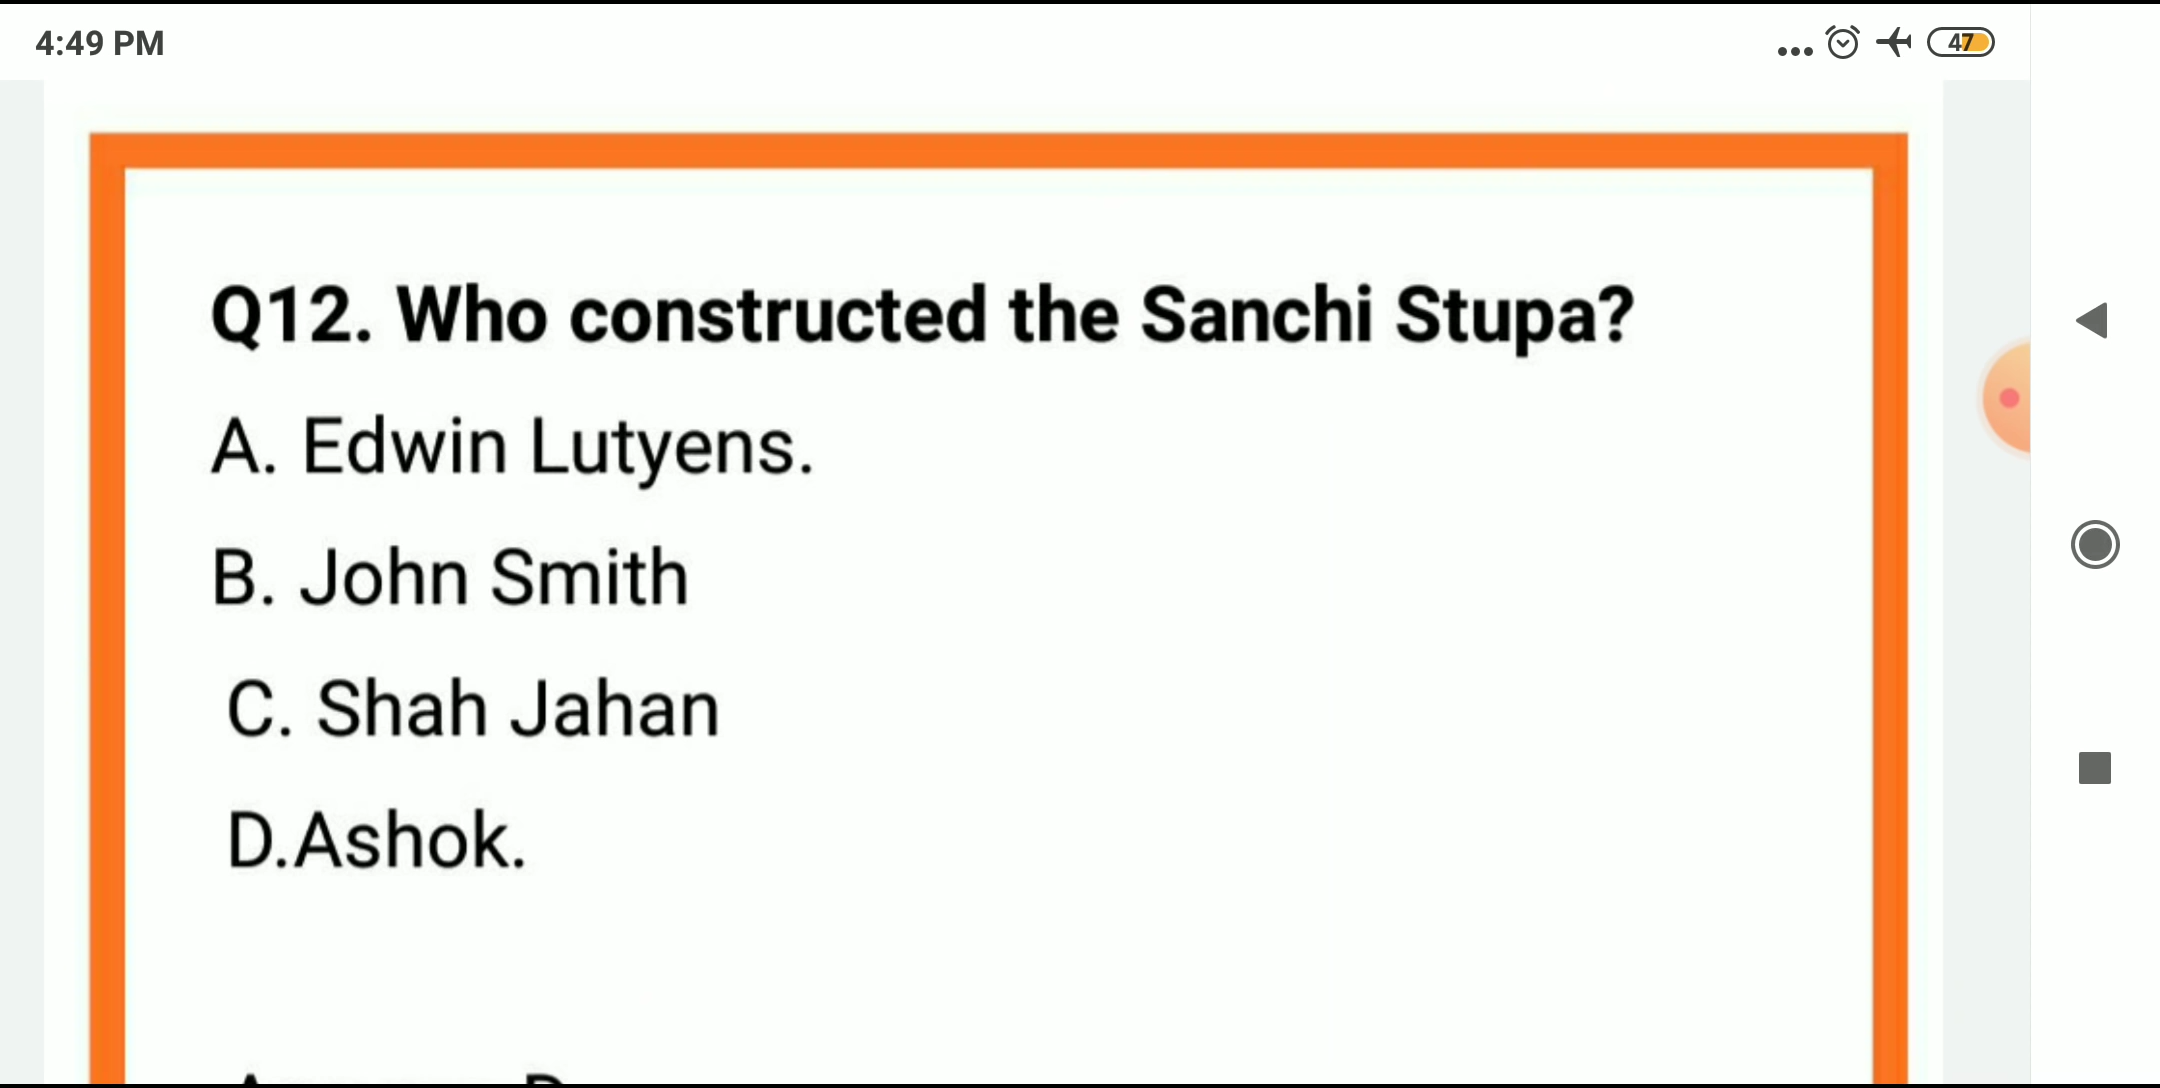 4:49 PM
47
Q12. Who constructed the Sanchi Stupa?
A. Edwin Lutyens.
B. John Smith
C. Shah Jahan
D.Ashok.